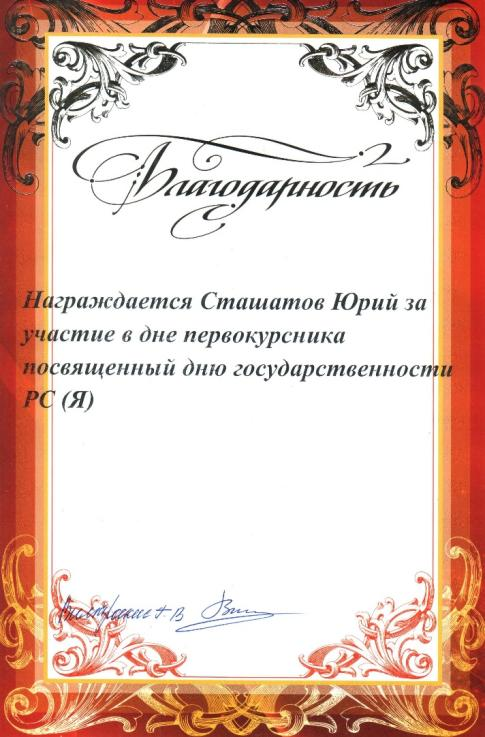 Благодарность
Награждается Сташатов Юрий за
участие в дне первокурсника
посвященный дню государственности
РС (Я)